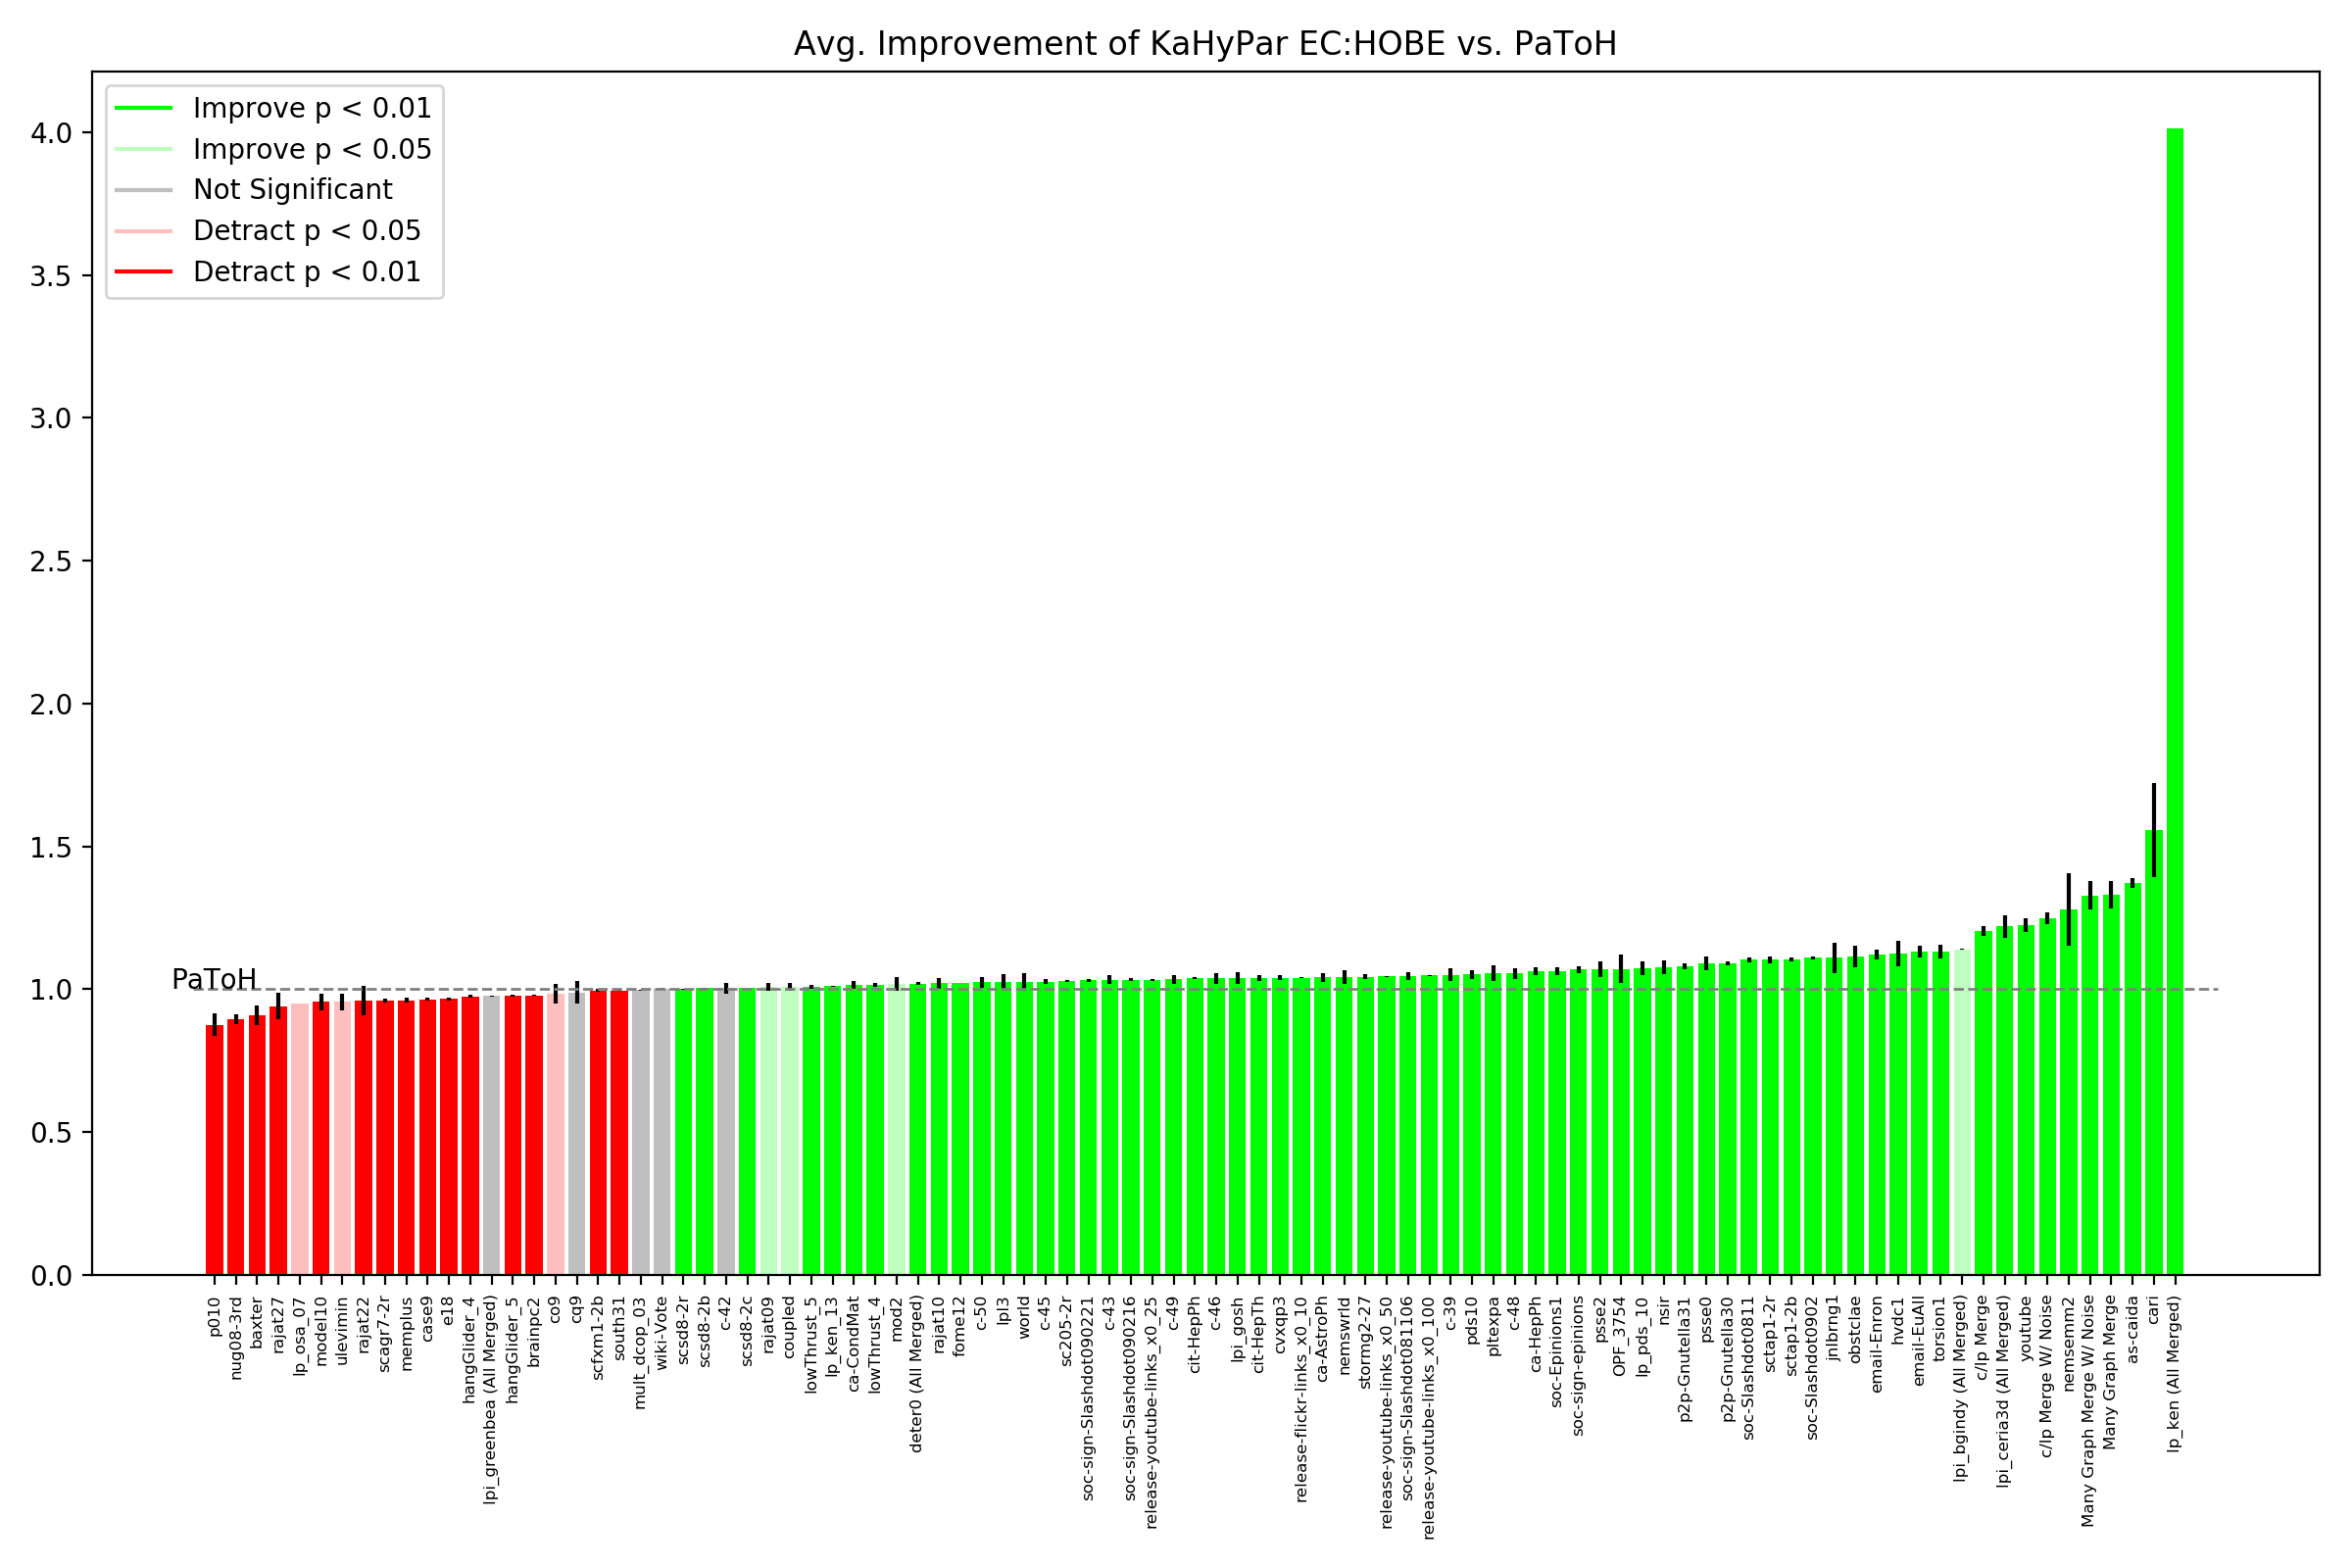 Avg. Improvement of KaHyPar EC:HOBE vs. PaToH
Improve p < 0.01
Improve p < 0.05
Not Significant
Detract p < 0.05
Detract p < 0.01
4.0
3.5
3.0
2.5
2.0
1.5
1.0
0.5
0.0
PaToH
p010
nug08-3rd
baxter
rajat27
lp_osa_07
model10
ulevimin
rajat22
scagr7-2r
memplus
case9
e18
hangGlider_4
lpi_greenbea (All Merged)
hangGlider_5
brainpc2
co9
cq9
scfxm1-2b
south31
mult_dcop_03
wiki-Vote
scsd8-2r
scsd8-2b
c-42
scsd8-2c
rajat09
coupled
lowThrust_5
lp_ken_13
ca-CondMat
lowThrust_4
mod2
deter0 (All Merged)
rajat10
fome12
c-50
lpl3
world
c-45
sc205-2r
soc-sign-Slashdot090221
c-43
soc-sign-Slashdot090216
release-youtube-links_x0_25
c-49
cit-HepPh
c-46
lpi_gosh
cit-HepTh
cvxqp3
release-flickr-links_x0_10
ca-AstroPh
nemswrld
stormg2-27
release-youtube-links_x0_50
soc-sign-Slashdot081106
release-youtube-links_x0_100
c-39
pds10
pltexpa
c-48
ca-HepPh
soc-Epinions1
soc-sign-epinions
psse2
OPF_3754
lp_pds_10
nsir
p2p-Gnutella31
psse0
p2p-Gnutella30
soc-Slashdot0811
sctap1-2r
sctap1-2b
soc-Slashdot0902
jnlbrng1
obstclae
email-Enron
hvdc1
email-EuAll
torsion1
lpi_bgindy (All Merged)
c/lp Merge
lpi_ceria3d (All Merged)
youtube
c/lp Merge W/ Noise
nemsemm2
Many Graph Merge W/ Noise
Many Graph Merge
as-caida
cari
lp_ken (All Merged)